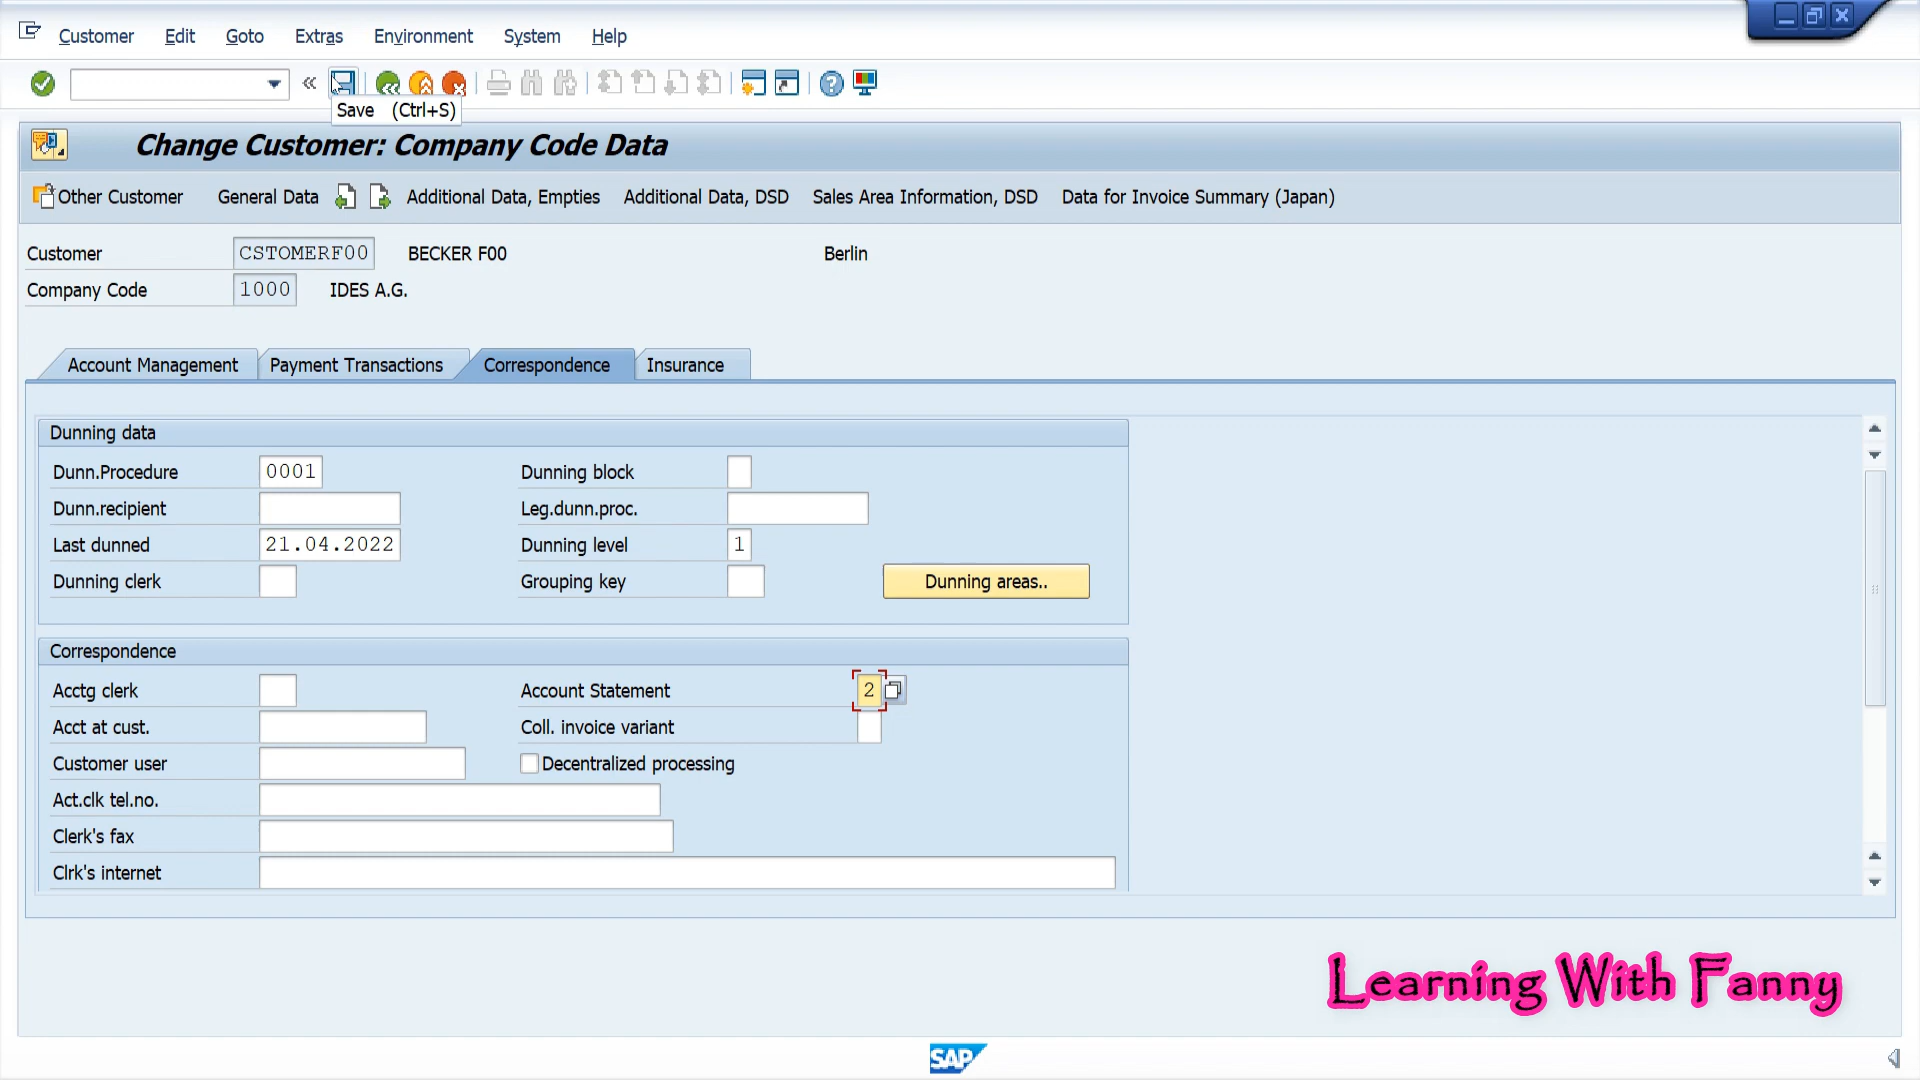 Customer Edit Goto Extras Environment System Help
Save (Ctrl+S)
Change Customer: Company Code Data
Other Customer General Data Additional Data, Empties Additional Data, DSD Sales Area Information, DSD Data for Invoice Summary (Japan)
Customer CSTOMERF00 BECKER F00 Berlin
Company Code 1000 IDES A.G.
Account Management Payment Transactions Correspondence Insurance
Dunning data
Dunn.Procedure 0001 Dunning block
Dunn.recipient Leg.dunn.proc.
Last dunned 21.04.2022 Dunning level 1
Dunning clerk Grouping key Dunning areas..
Correspondence
Acctg clerk Account Statement 2
Acct at cust. Coll. invoice variant
Customer user Decentralized processing
Act.clk tel.no.
Clerk's fax
Clrk's internet
Learning With Fanny
SAP